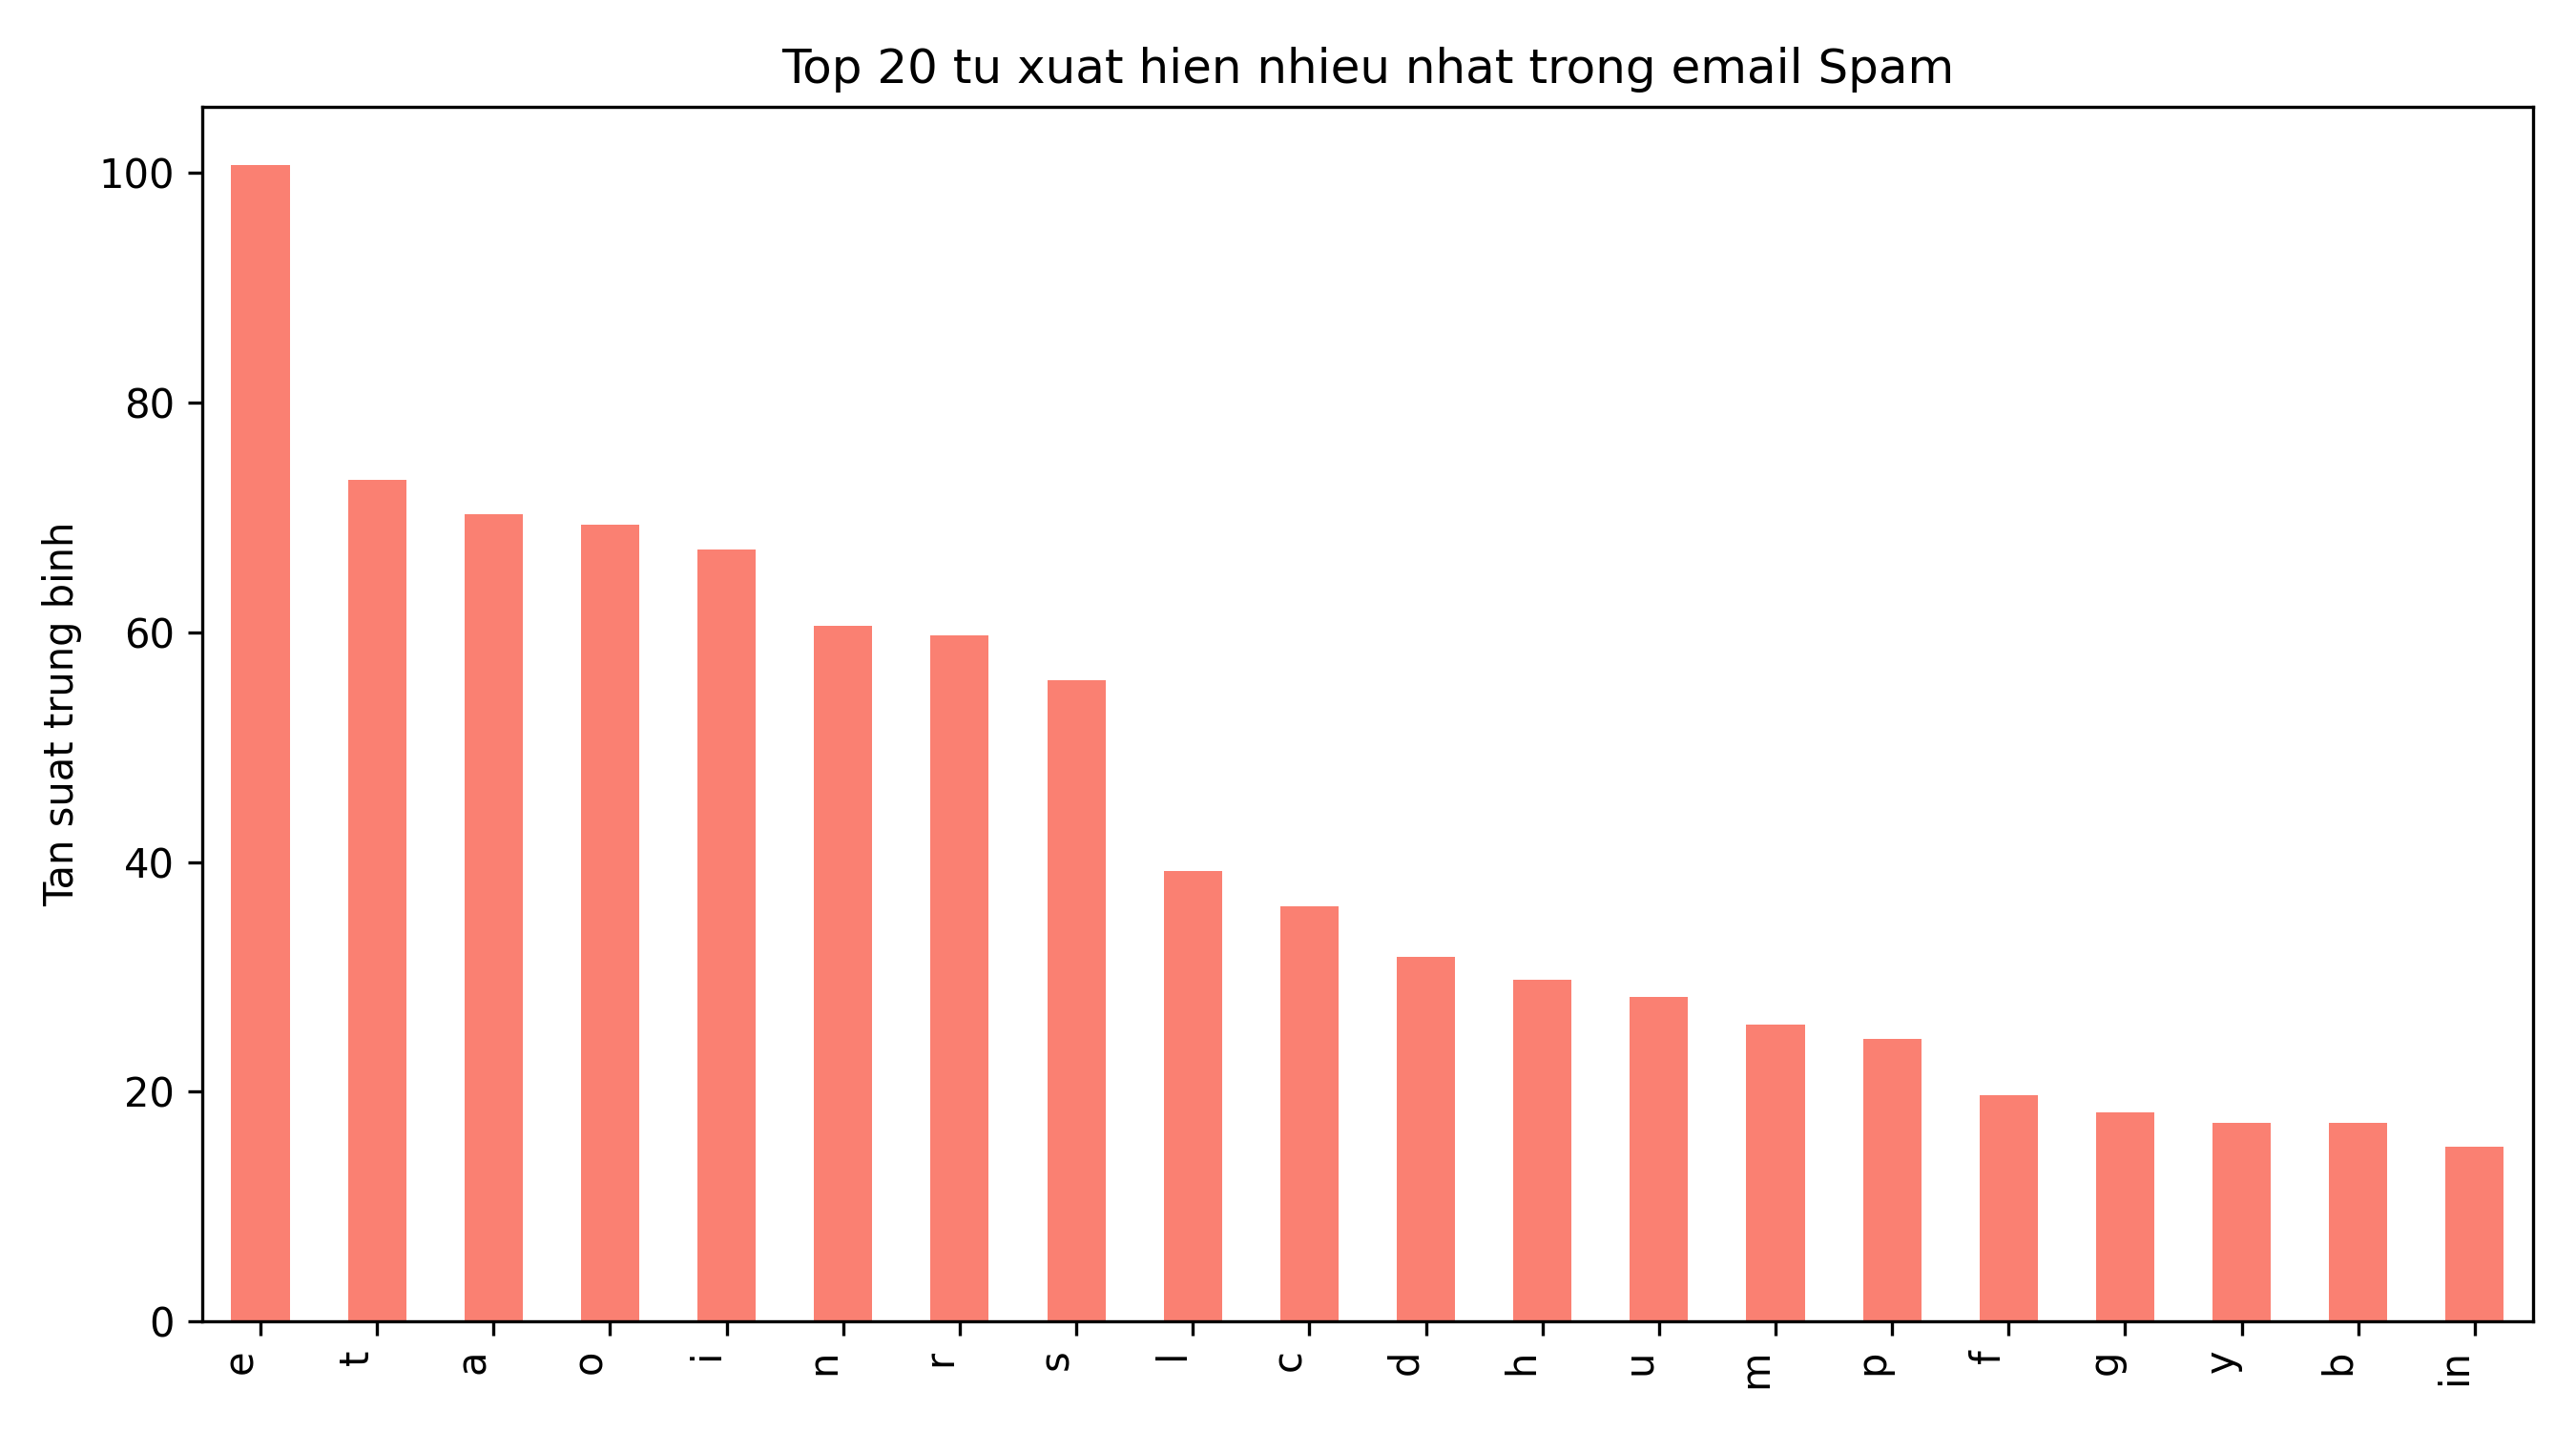 Top 20 tu xuat hien nhieu nhat trong email Spam
Tan suat trung binh
100
80
60
40
20
0
e t a o i n r s l c d h u m p f g y b in